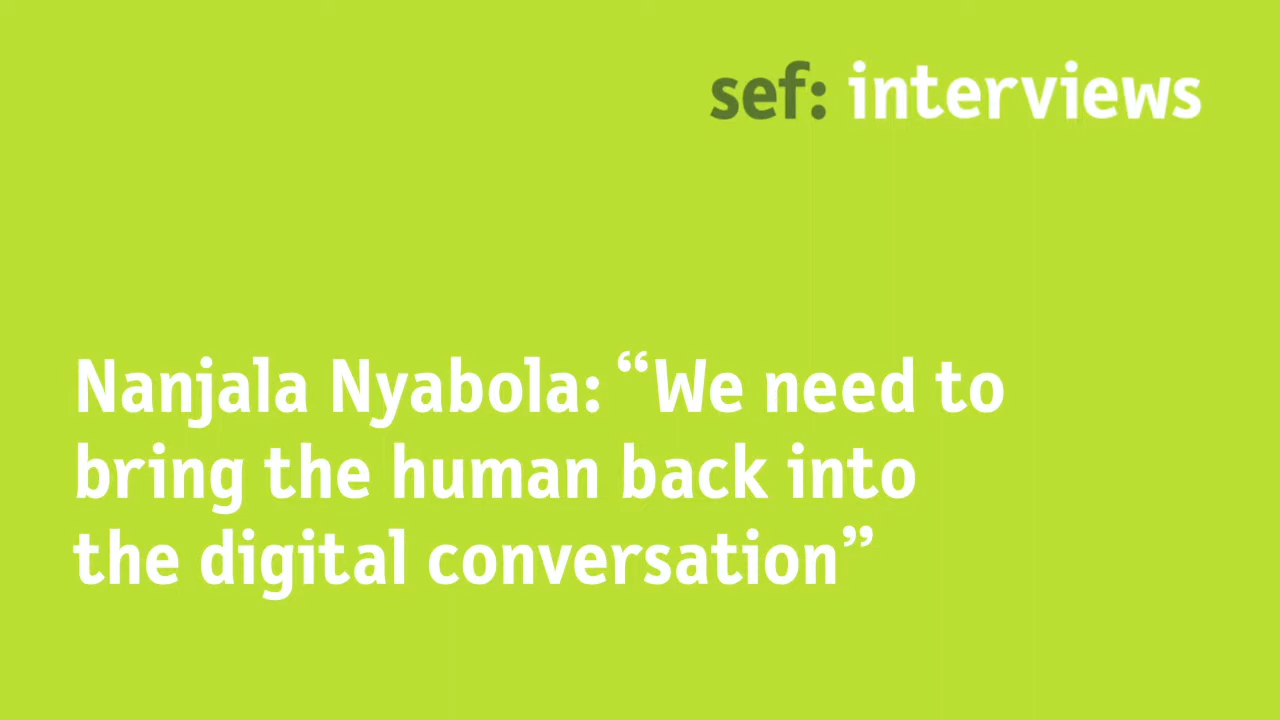 sef: interviews
Nanjala Nyabola: “We need to
bring the human back into
the digital conversation”